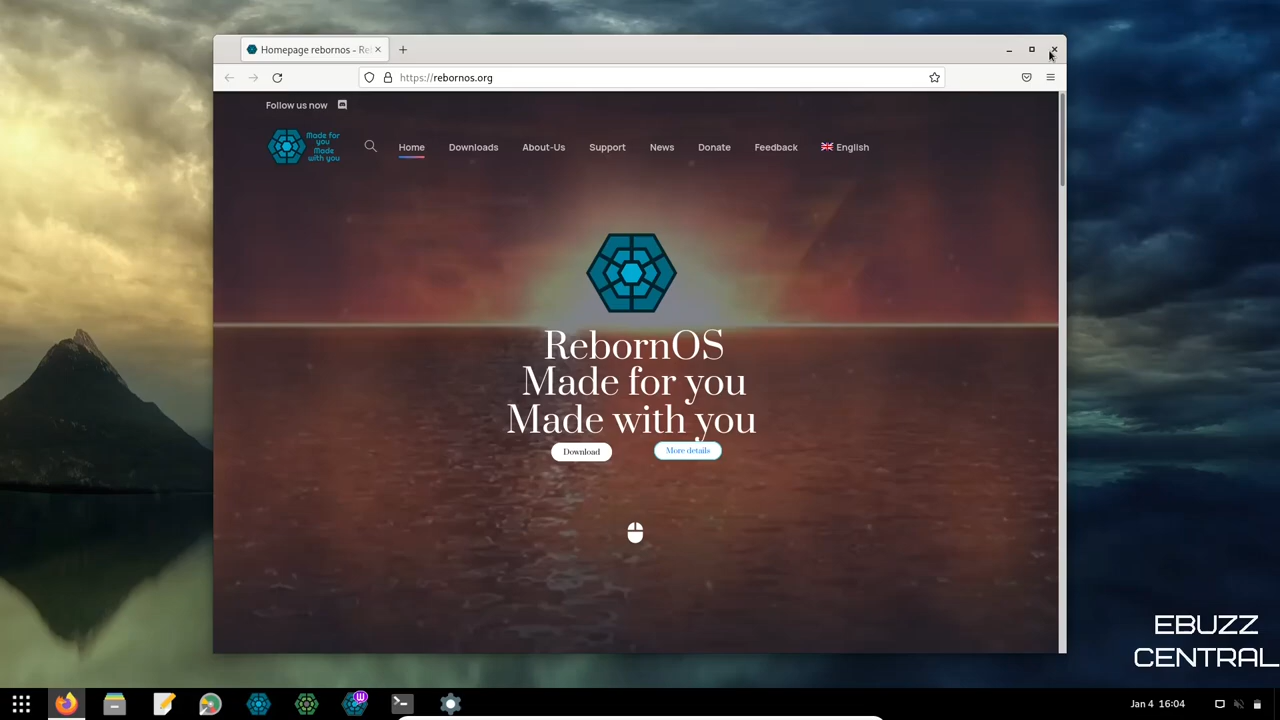 Homepage rebornos - Re
https://rebornos.org
Follow us now
Made for
you
Made
with you
Home
Downloads
About-Us
Support
News
Donate
Feedback
English
RebornOS
Made for you
Made with you
Download
More details
EBUZZ
CENTRAL
W
Jan 4 16:04